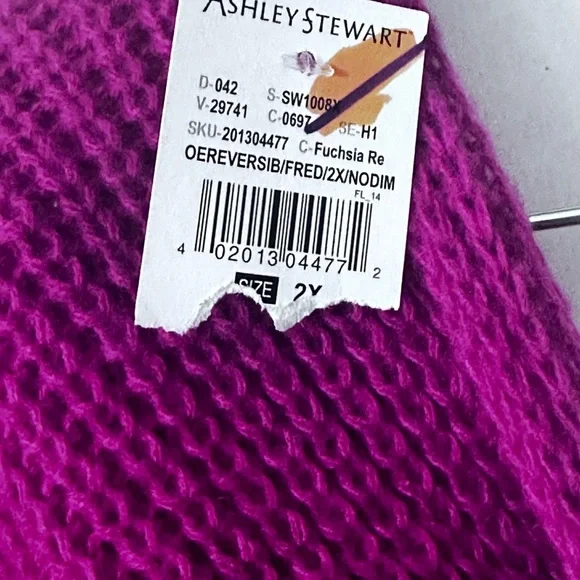 ASHLEY STEWART
D-042 S-SW1008X
V-29741 C-0697 SE-H1
SKU-201304477 C-Fuchsia Re
OEREVERSIB/FRED/2X/NODIM
FL_14
4 02013 04477 2
SIZE 2X